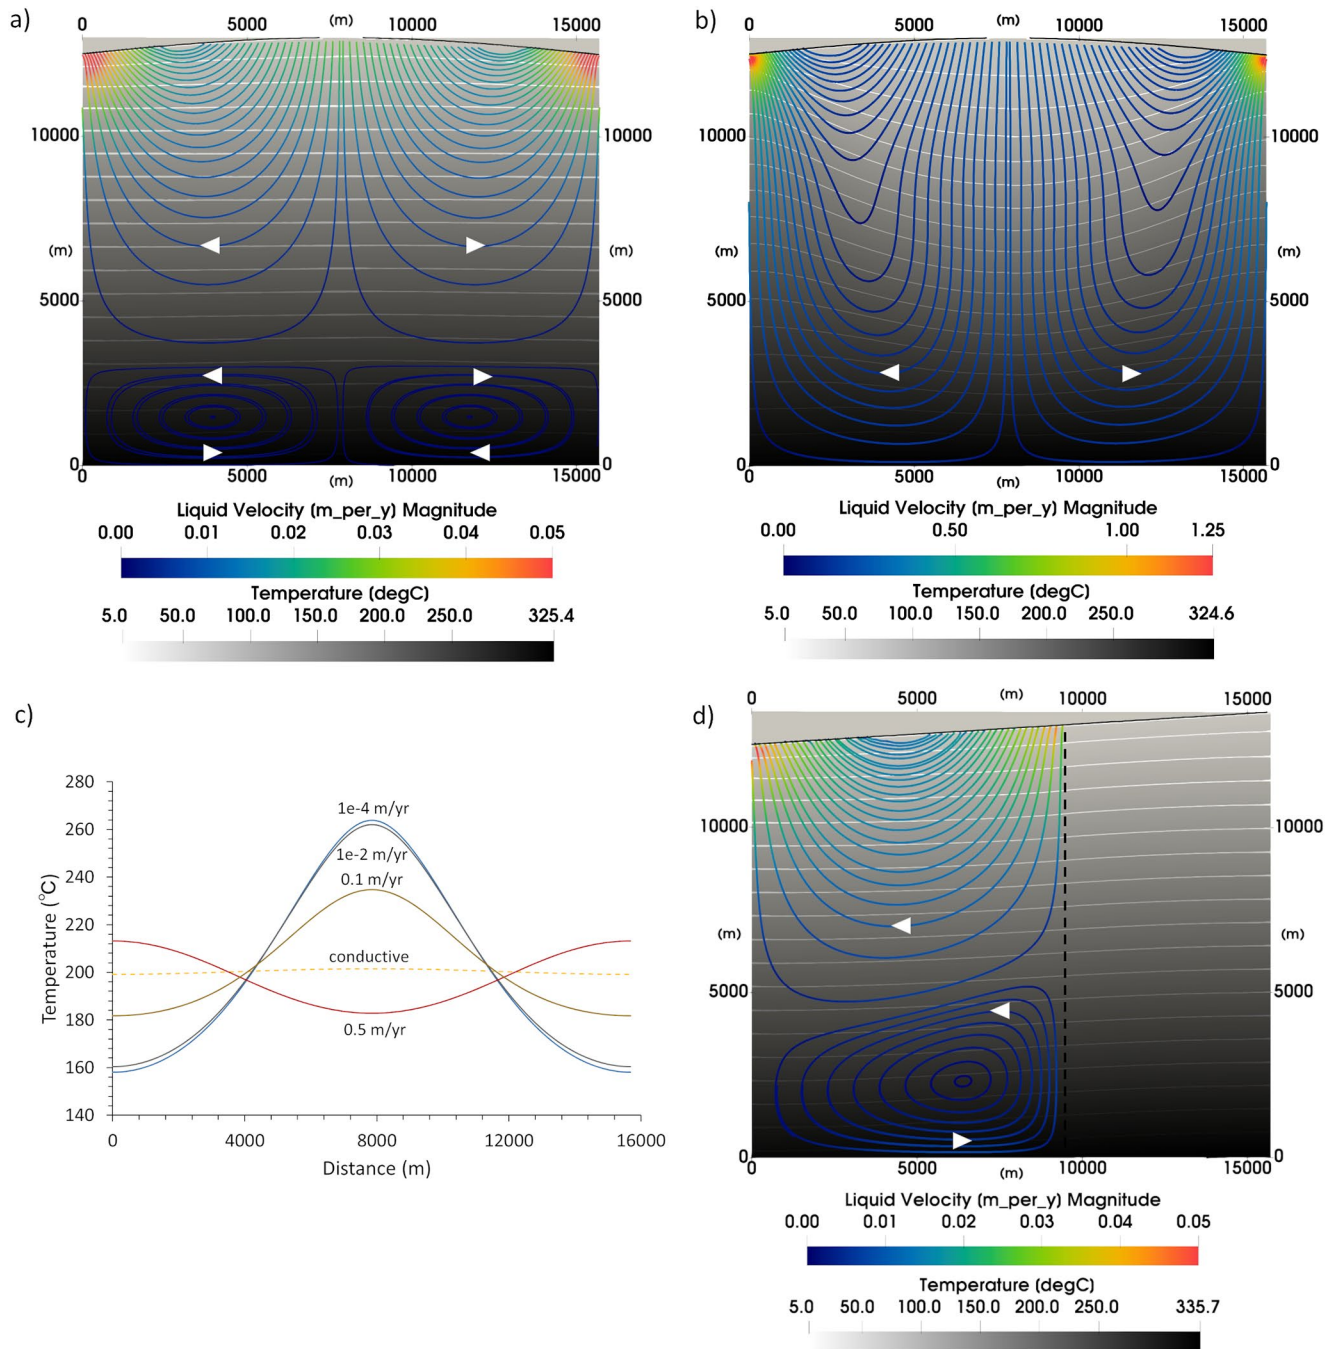 a)
0 5000 (m) 10000 15000
10000 10000
(m) (m)
5000 5000
0 0
0 5000 (m) 10000 15000
Liquid Velocity (m_per_y) Magnitude
0.00 0.01 0.02 0.03 0.04 0.05
Temperature (degC)
5.0 50.0 100.0 150.0 200.0 250.0 325.4
b)
0 5000 (m) 10000 15000
10000 10000
(m) (m)
5000 5000
0 0
0 5000 (m) 10000 15000
Liquid Velocity (m_per_y) Magnitude
0.00 0.50 1.00 1.25
Temperature (degC)
5.0 50.0 100.0 150.0 200.0 250.0 324.6
c)
280
260
240
220
200
180
160
140
Temperature (°C)
1e-4 m/yr
1e-2 m/yr
0.1 m/yr
conductive
0.5 m/yr
0 4000 8000 12000 16000
Distance (m)
d)
0 5000 (m) 10000 15000
10000 10000
(m) (m)
5000 5000
0 0
0 5000 (m) 10000 15000
Liquid Velocity (m_per_y) Magnitude
0.00 0.01 0.02 0.03 0.04 0.05
Temperature (degC)
5.0 50.0 100.0 150.0 200.0 250.0 335.7